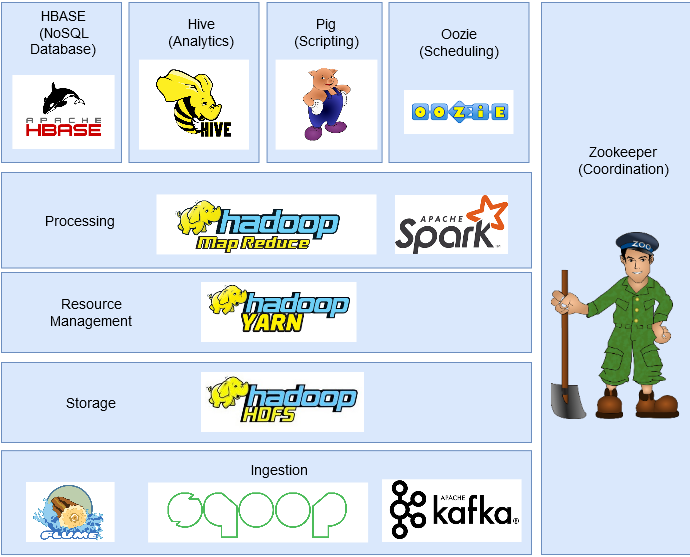 HBASE
(NoSQL
Database)
APACHE
HBASE
Hive
(Analytics)
HIVE
Pig
(Scripting)
Oozie
(Scheduling)
OOZIE
Zookeeper
(Coordination)
ZOO
Processing
hadoop
Map Reduce
APACHE
Spark
Resource
Management
hadoop
YARN
Storage
hadoop
HDFS
Ingestion
FLUME
sqoop
APACHE
kafka®